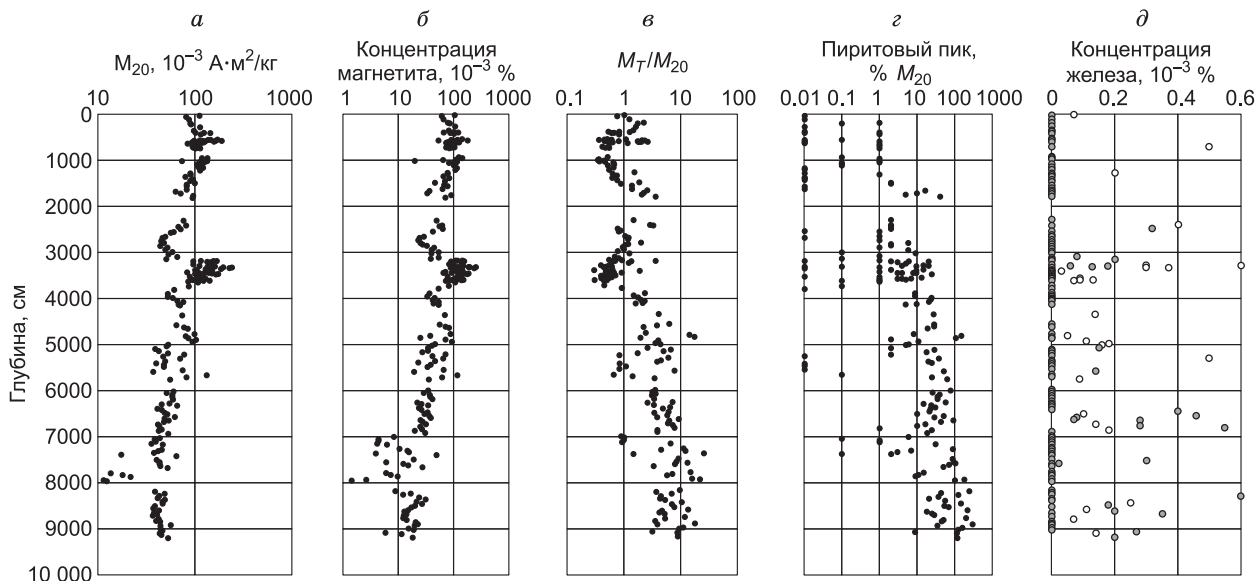 а
б
в
г
д
M₂₀, 10⁻³ А·м²/кг
Концентрация
магнетита, 10⁻³ %
M_T/M₂₀
Пиритовый пик,
% M₂₀
Концентрация
железа, 10⁻³ %
10 100 1000
1 10 100 1000
0.1 1 10 100
0.01 0.1 1 10 100 1000
0 0.2 0.4 0.6
Глубина, см
0
1000
2000
3000
4000
5000
6000
7000
8000
9000
10 000